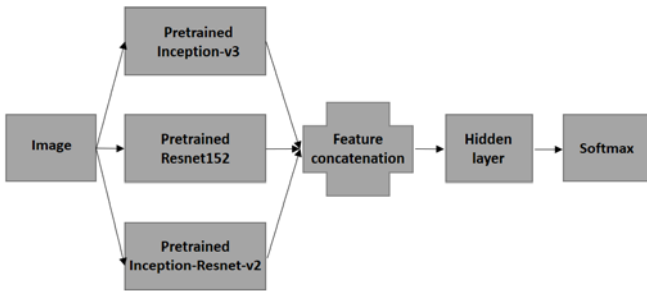 Pretrained
Inception-v3
Image
Pretrained
Resnet152
Feature
concatenation
Hidden
layer
Softmax
Pretrained
Inception-Resnet-v2